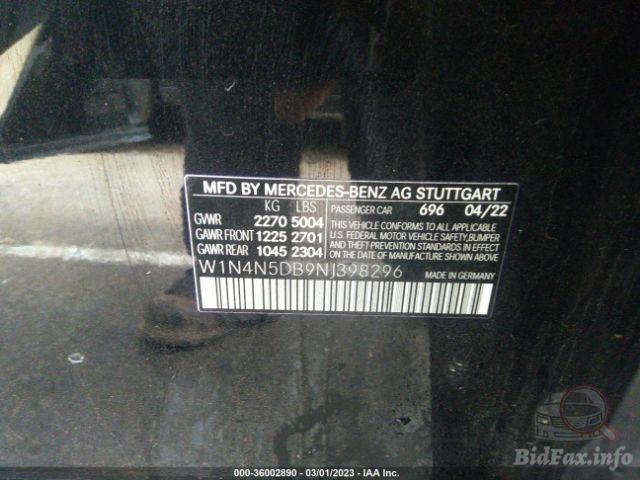 MFD BY MERCEDES-BENZ AG STUTTGART
KG LBS
PASSENGER CAR 696 04/22
GVWR 2270 5004
GAWR FRONT 1225 2701
GAWR REAR 1045 2304
THIS VEHICLE CONFORMS TO ALL APPLICABLE
U.S. FEDERAL MOTOR VEHICLE SAFETY, BUMPER
AND THEFT PREVENTION STANDARDS IN EFFECT
ON THE DATE OF MANUFACTURE SHOWN ABOVE
W1N4N5DB9NJ398296
MADE IN GERMANY
000-36002890 - 03/01/2023 - IAA Inc.
BidFax.info